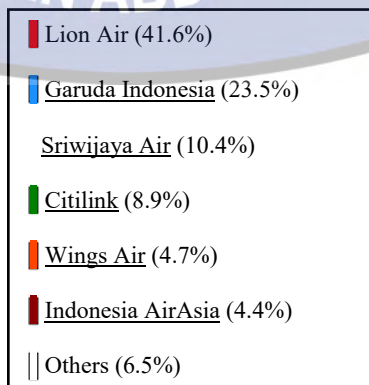 Lion Air (41.6%)
Garuda Indonesia (23.5%)
Sriwijaya Air (10.4%)
Citilink (8.9%)
Wings Air (4.7%)
Indonesia AirAsia (4.4%)
Others (6.5%)